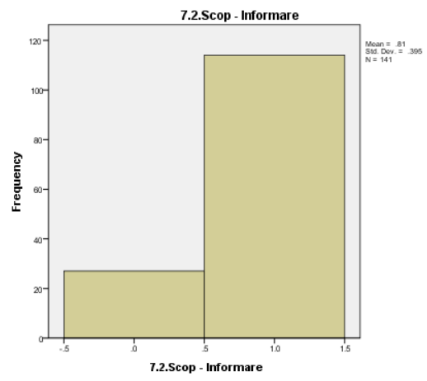 7.2.Scop - Informare
Mean = .81
Std. Dev. = .395
N = 141
Frequency
120
100
80
60
40
20
0
-.5 .0 .5 1.0 1.5
7.2.Scop - Informare